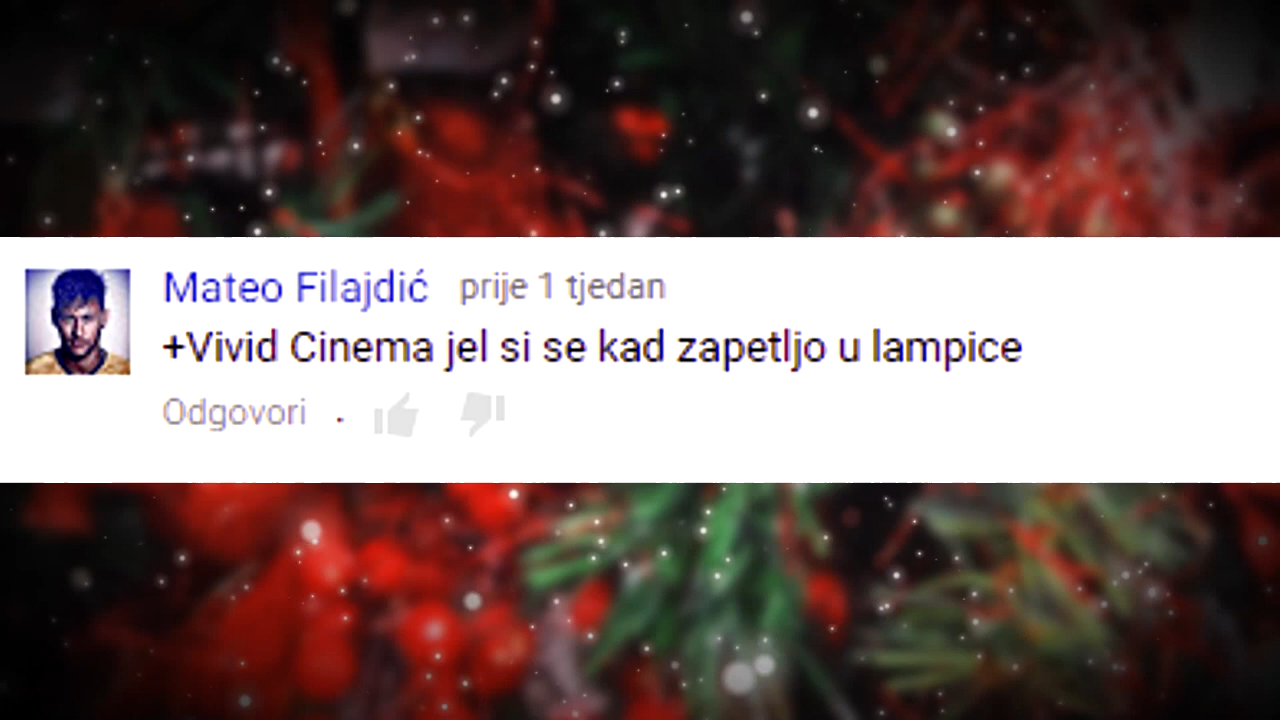 Mateo Filajdić prije 1 tjedan
+Vivid Cinema jel si se kad zapetljo u lampice
Odgovori .